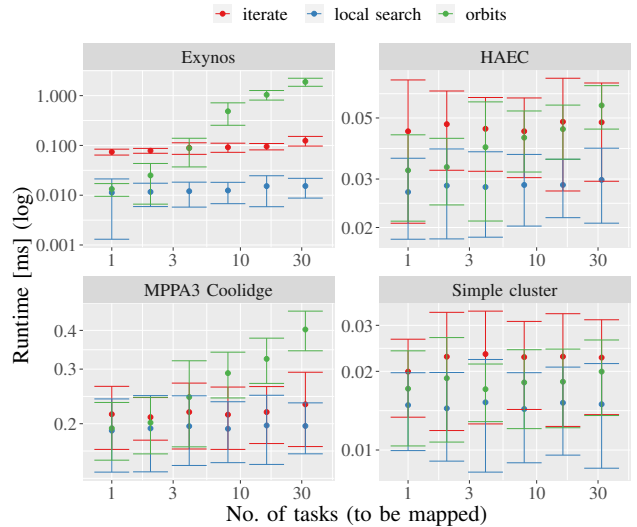 iterate local search orbits
Exynos HAEC
1.000
0.100
0.010
0.001
0.05
0.03
0.02
1 3 10 30 1 3 10 30
MPPA3 Coolidge Simple cluster
0.4
0.3
0.2
0.03
0.02
0.01
1 3 10 30 1 3 10 30
Runtime [ms] (log)
No. of tasks (to be mapped)